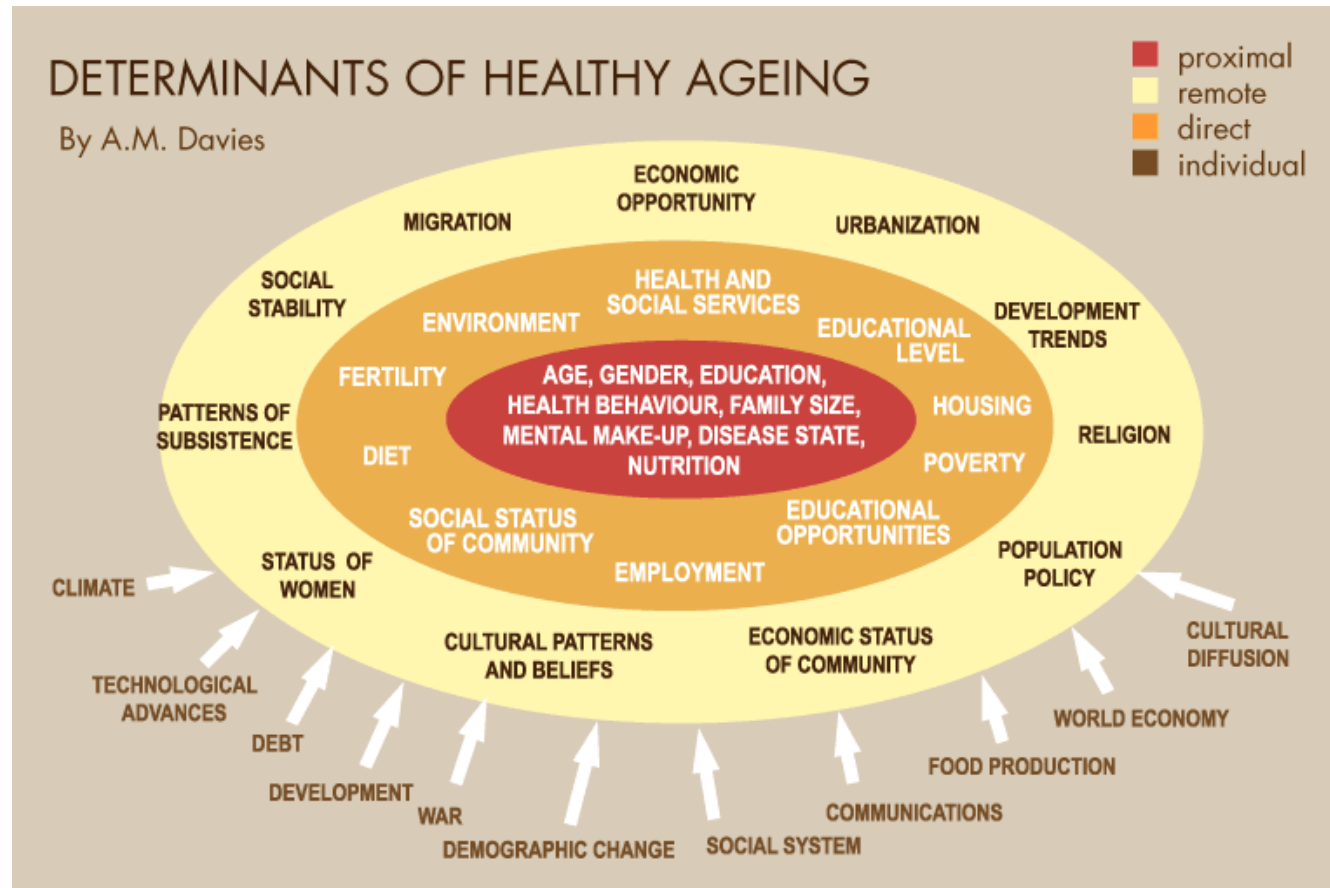 DETERMINANTS OF HEALTHY AGEING
By A.M. Davies
proximal
remote
direct
individual
ECONOMIC
OPPORTUNITY
MIGRATION
URBANIZATION
SOCIAL
STABILITY
DEVELOPMENT
TRENDS
PATTERNS OF
SUBSISTENCE
RELIGION
STATUS OF
WOMEN
POPULATION
POLICY
CULTURAL PATTERNS
AND BELIEFS
ECONOMIC STATUS
OF COMMUNITY
HEALTH AND
SOCIAL SERVICES
ENVIRONMENT
EDUCATIONAL
LEVEL
FERTILITY
HOUSING
DIET
POVERTY
SOCIAL STATUS
OF COMMUNITY
EDUCATIONAL
OPPORTUNITIES
EMPLOYMENT
AGE, GENDER, EDUCATION,
HEALTH BEHAVIOUR, FAMILY SIZE,
MENTAL MAKE-UP, DISEASE STATE,
NUTRITION
CLIMATE
TECHNOLOGICAL
ADVANCES
DEBT
DEVELOPMENT
WAR
DEMOGRAPHIC CHANGE
SOCIAL SYSTEM
COMMUNICATIONS
FOOD PRODUCTION
WORLD ECONOMY
CULTURAL
DIFFUSION